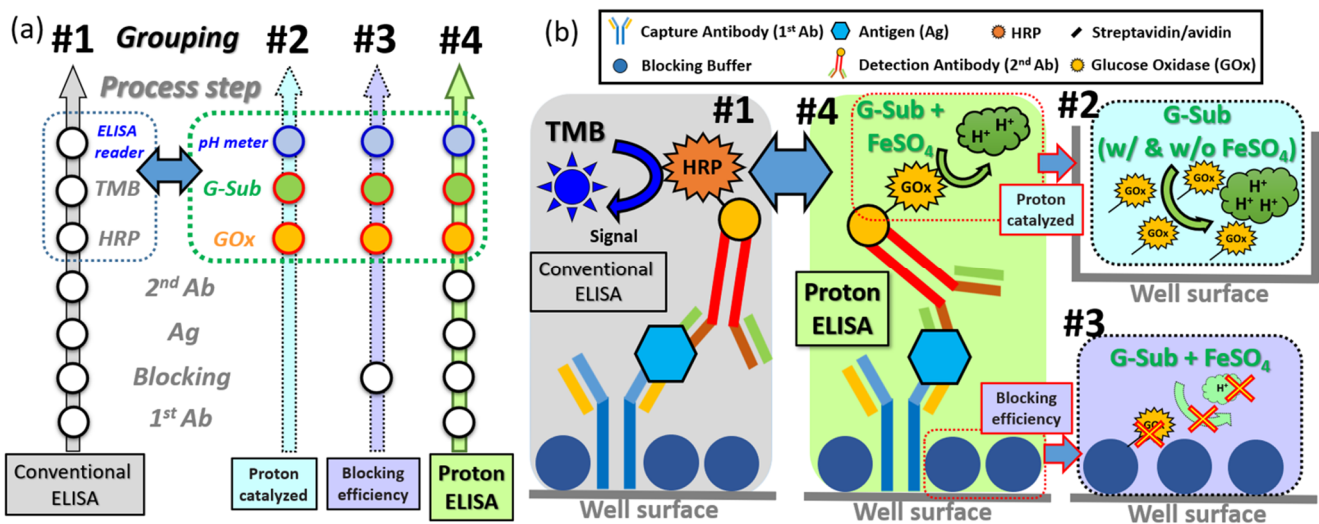 (a)
#1 Grouping #2 #3 #4
Process step
ELISA
reader
pH meter
TMB
G-Sub
HRP
GOx
2nd Ab
Ag
Blocking
1st Ab
Conventional
ELISA
Proton
catalyzed
Blocking
efficiency
Proton
ELISA
(b)
Capture Antibody (1st Ab)
Antigen (Ag)
HRP
Streptavidin/avidin
Blocking Buffer
Detection Antibody (2nd Ab)
Glucose Oxidase (GOx)
#1
TMB
HRP
Signal
Conventional
ELISA
Well surface
#4
G-Sub +
FeSO4
H+
H+
GOx
Proton
ELISA
Well surface
Proton
catalyzed
Blocking
efficiency
#2
G-Sub
(w/ & w/o FeSO4)
GOx
GOx
GOx
GOx
H+
H+ H+
Well surface
#3
G-Sub + FeSO4
H+
GOx
Well surface